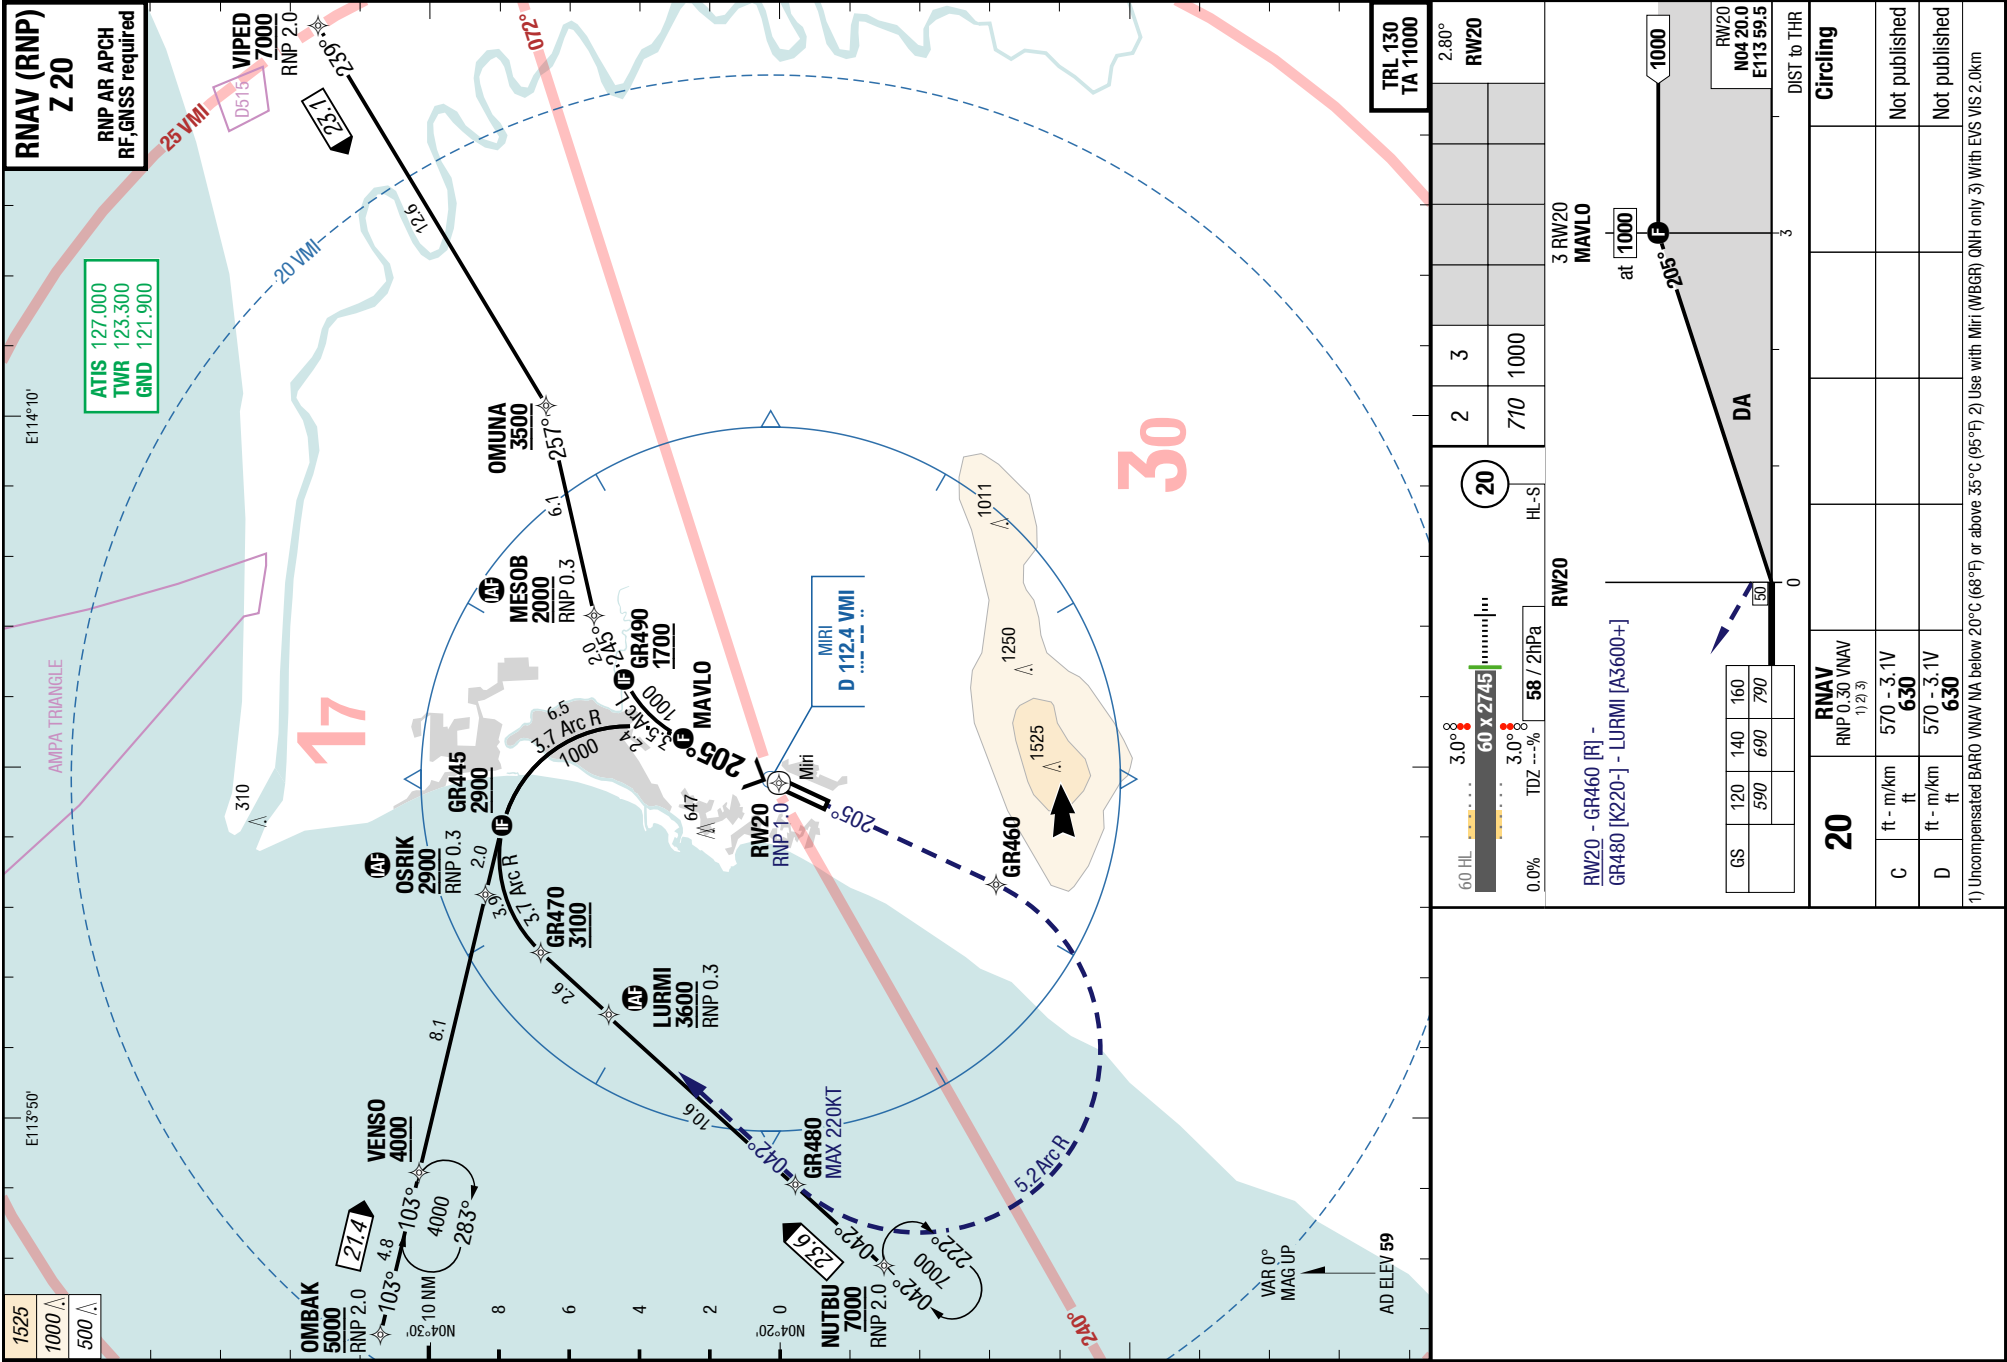 RNAV (RNP)
Z 20
RNP AR APCH
RF,GNSS required
ATIS 127.000
TWR 123.300
GND 121.900
TRL 130
TA 11000
1525
1000
500
E113°50'
E114°10'
AMPA TRIANGLE
310
25 VMI
20 VMI
D515
072°
240°
VIPED
7000
RNP 2.0
239°
23.1
12.6
OMUNA
3500
257°
6.1
IAF
MESOB
2000
RNP 0.3
245°
2.0
IF
GR490
1700
1000
3.5 Arc L
2.4
F
MAVLO
205°
6.5
3.7 Arc R
1000
GR445
2900
IF
IAF
OSRIK
2900
RNP 0.3
2.0
3.9
3.7 Arc R
GR470
3100
2.6
IAF
LURMI
3600
RNP 0.3
8.1
VENSO
4000
103°
4000
283°
21.4
4.8
OMBAK
5000
RNP 2.0
103°
10 NM
8
6
4
2
0
N04°30'
N04°20'
10.6
042°
GR480
MAX 220KT
23.6
042°
NUTBU
7000
RNP 2.0
042°
7000
222°
5.2 Arc R
GR460
205°
RW20
RNP 1.0
Miri
647
MIRI
D 112.4 VMI
17
30
1011
1250
1525
VAR 0°
MAG UP
AD ELEV 59
2.80°
RW20
2 3
710 1000
20
HL-S
60 HL
3.0°
60 x 2745
3.0°
0.0%
TDZ ---%
58 / 2hPa
RW20
3 RW20
MAVLO
at 1000
F
205°
1000
RW20
N04 20.0
E113 59.5
DA
50
0
3
DIST to THR
RW20 - GR460 [R] -
GR480 [K220-] - LURMI [A3600+]
GS 120 140 160
590 690 790
20
RNAV
RNP 0.30 VNAV
1) 2) 3)
Circling
C
ft - m/km
ft
570 - 3.1V
630
Not published
D
ft - m/km
ft
570 - 3.1V
630
Not published
1) Uncompensated BARO VNAV NA below 20°C (68°F) or above 35°C (95°F) 2) Use with Miri (WBGR) QNH only 3) With EVS VIS 2.0km